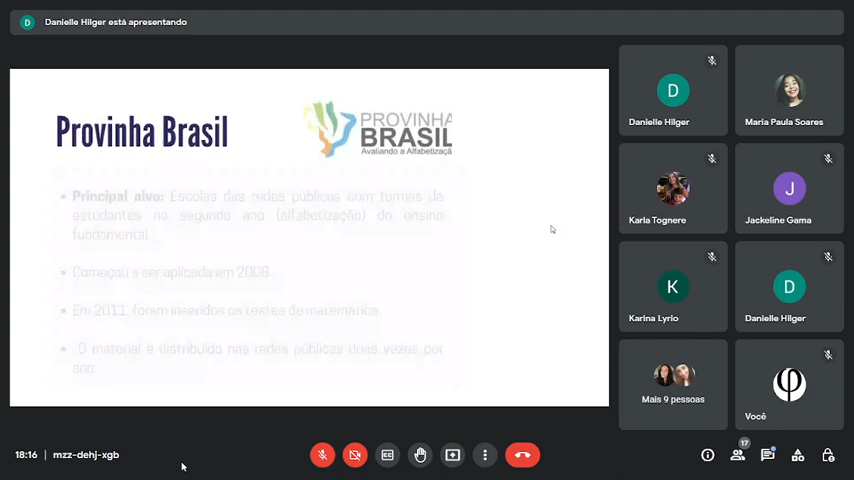 D Danielle Hilger está apresentando
Provinha Brasil
PROVINHA
BRASIL
Avaliando a Alfabetização
Principal alvo: Escolas das redes públicas com turmas de
estudantes no segundo ano (alfabetização) do ensino
fundamental.
Começou a ser aplicada em 2008
Em 2011, foram inseridos os testes de matemática;
O material é distribuído nas redes públicas duas vezes por
ano
D
Danielle Hilger
Maria Paula Soares
Karla Tognere
J
Jackeline Gama
K
Karina Lyrio
D
Danielle Hilger
Mais 9 pessoas
φ
Você
18:16 mzz-dehj-xgb
CC
17